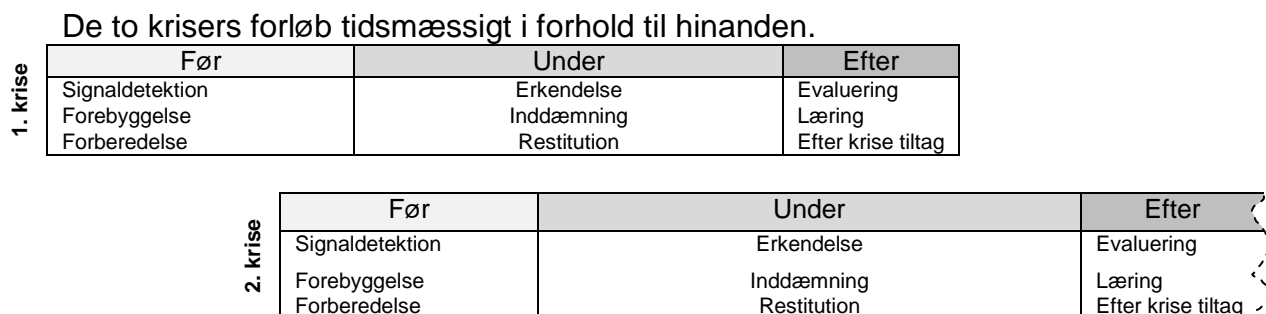 De to krisers forløb tidsmæssigt i forhold til hinanden.
1. krise
Før Under Efter
Signaldetektion Erkendelse Evaluering
Forebyggelse Inddæmning Læring
Forberedelse Restitution Efter krise tiltag
2. krise
Før Under Efter
Signaldetektion Erkendelse Evaluering
Forebyggelse Inddæmning Læring
Forberedelse Restitution Efter krise tiltag